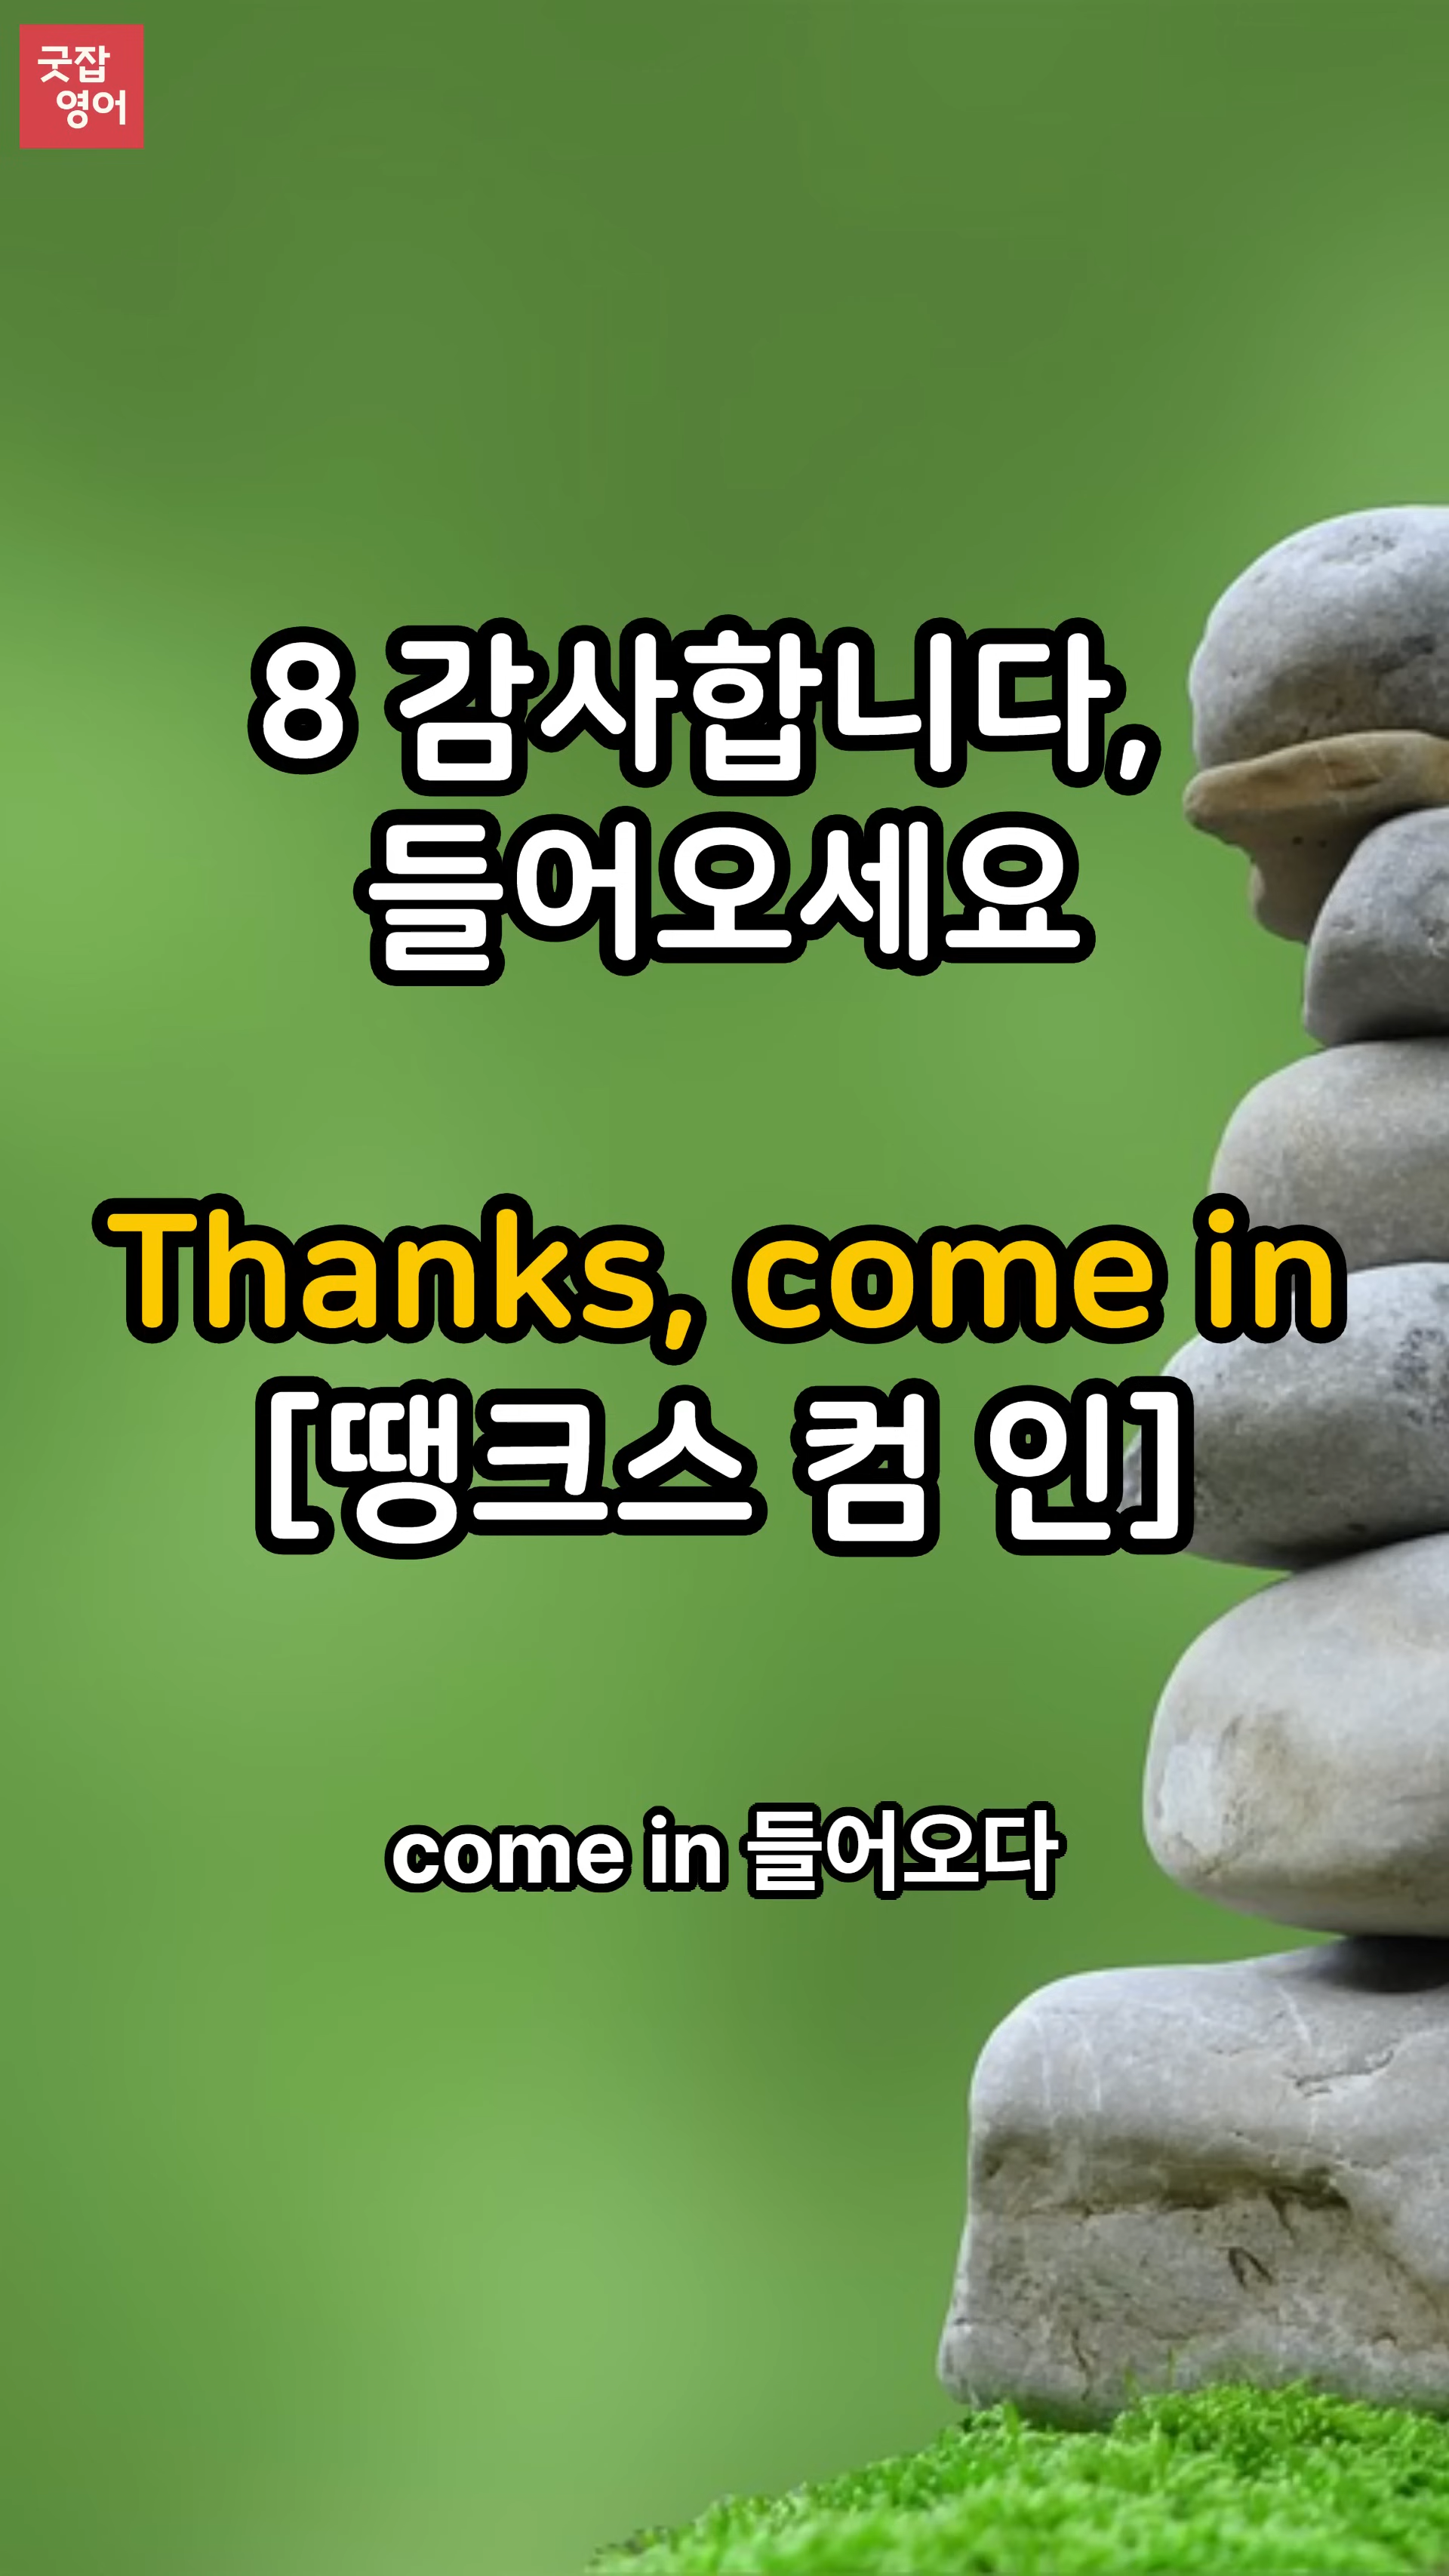 굿잡
영어
8 감사합니다,
들어오세요
Thanks, come in
[땡크스 컴 인]
come in 들어오다